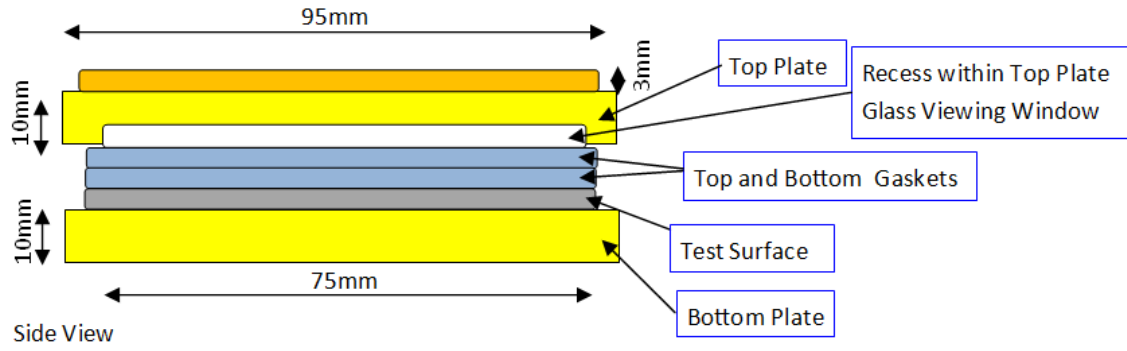 95mm
3mm
Top Plate
Recess within Top Plate
Glass Viewing Window
10mm
Top and Bottom Gaskets
10mm
Test Surface
75mm
Bottom Plate
Side View